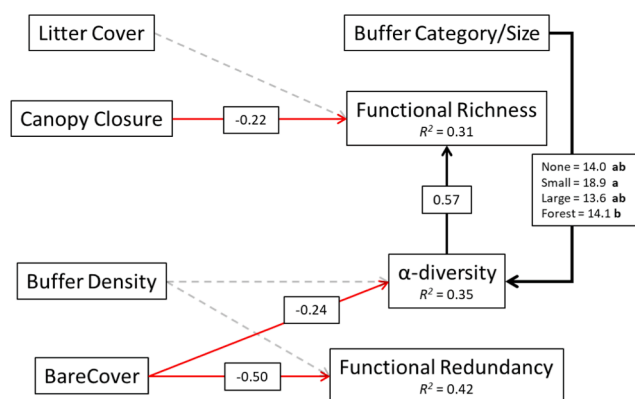 Litter Cover
Buffer Category/Size
Canopy Closure
-0.22
Functional Richness
R² = 0.31
None = 14.0 ab
Small = 18.9 a
Large = 13.6 ab
Forest = 14.1 b
0.57
Buffer Density
α-diversity
R² = 0.35
-0.24
BareCover
-0.50
Functional Redundancy
R² = 0.42